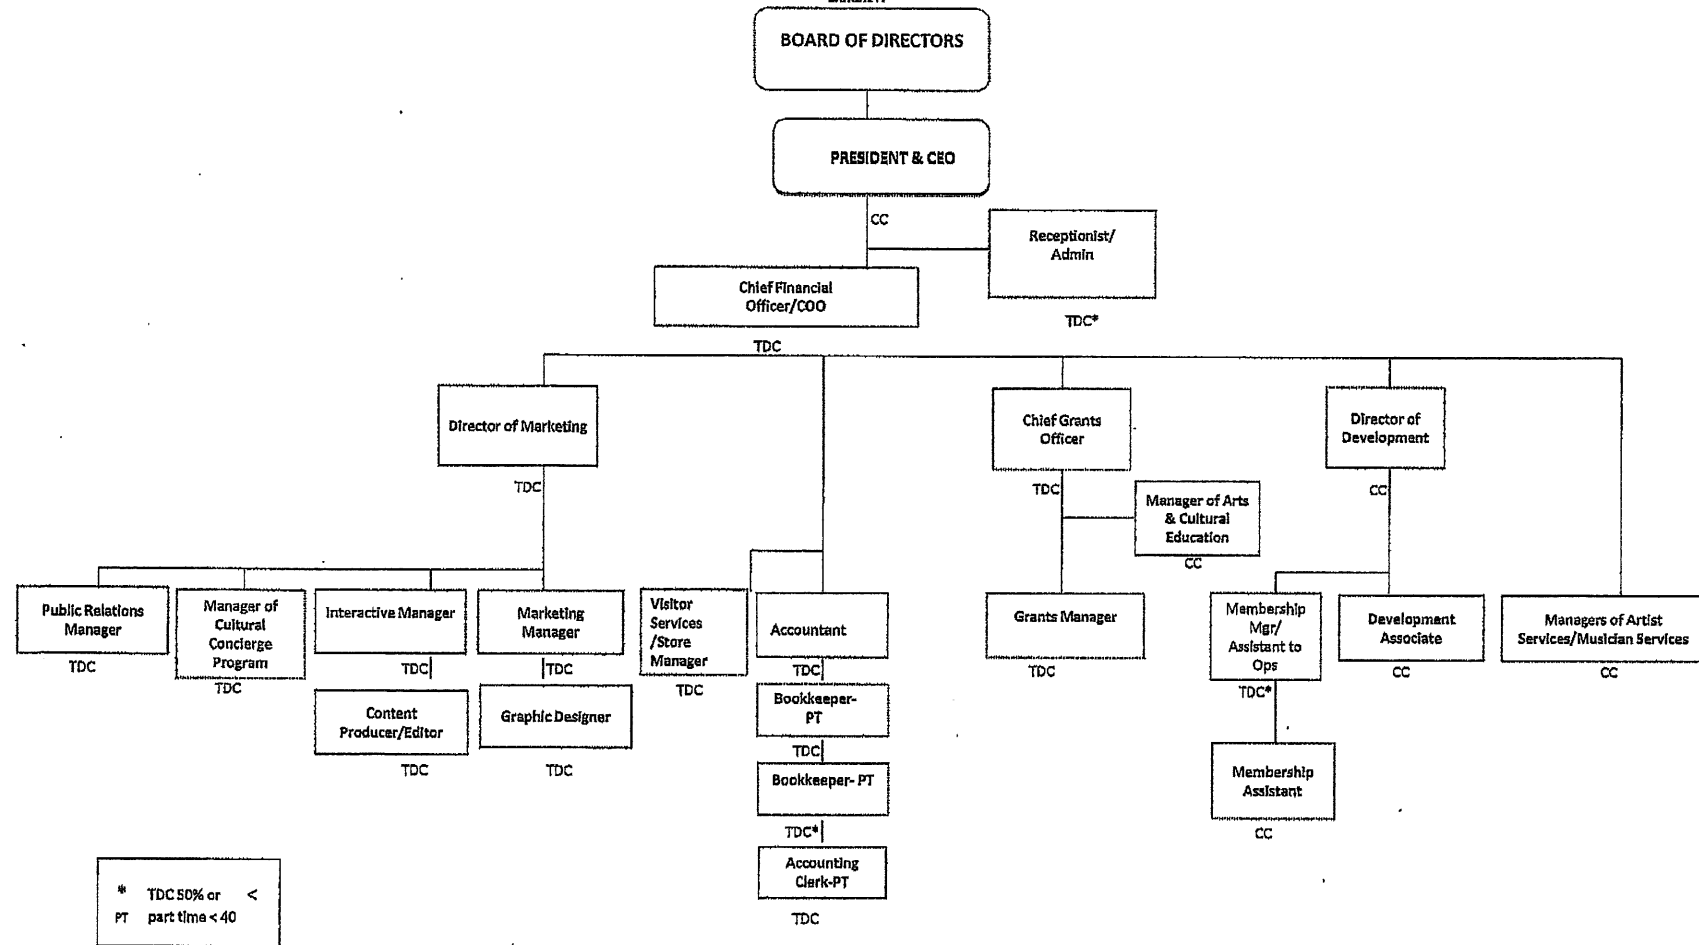 BOARD OF DIRECTORS
PRESIDENT & CEO
CC
Receptionist/
Admin
TDC*
Chief Financial
Officer/COO
TDC
Director of Marketing
TDC
Chief Grants
Officer
TDC
Manager of Arts
& Cultural
Education
CC
Director of
Development
CC
Public Relations
Manager
TDC
Manager of
Cultural
Concierge
Program
TDC
Interactive Manager
TDC
Content
Producer/Editor
TDC
Marketing
Manager
TDC
Graphic Designer
TDC
Visitor
Services
/Store
Manager
TDC
Accountant
TDC
Bookkeeper-
PT
TDC
Bookkeeper- PT
TDC*
Accounting
Clerk-PT
TDC
Grants Manager
TDC
Membership
Mgr/
Assistant to
Ops
TDC*
Membership
Assistant
CC
Development
Associate
CC
Managers of Artist
Services/Musician Services
CC
* TDC 50% or <
PT part time < 40